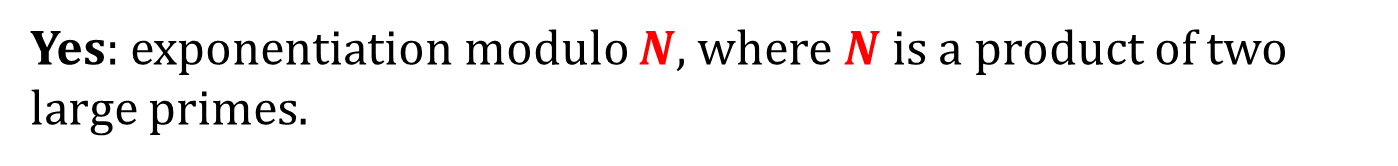 Yes: exponentiation modulo N, where N is a product of two
large primes.